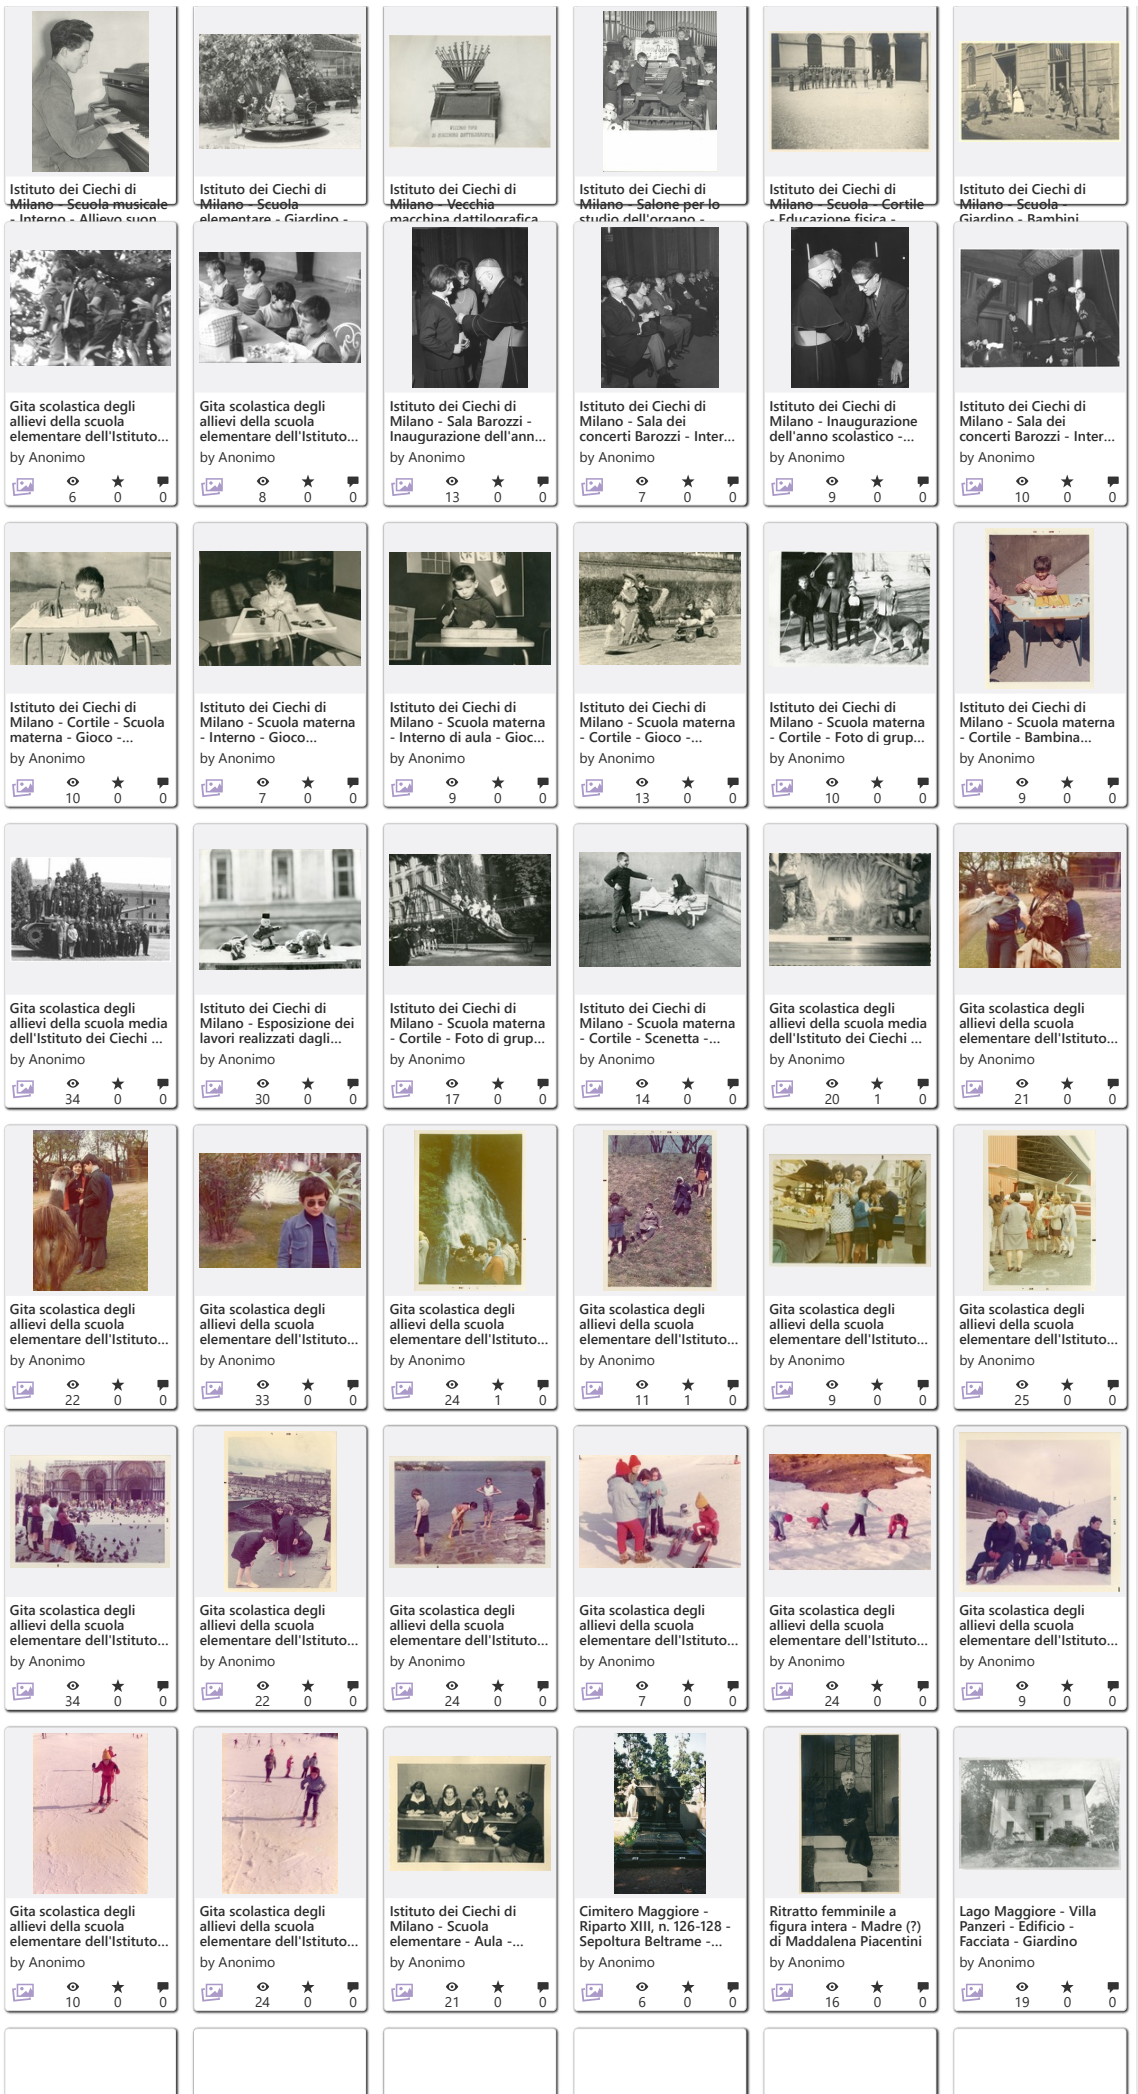 Istituto dei Ciechi di
Milano - Scuola musicale
- Interno - Allievo suon
Istituto dei Ciechi di
Milano - Scuola
elementare - Giardino -
Istituto dei Ciechi di
Milano - Vecchia
macchina dattilografica
Istituto dei Ciechi di
Milano - Salone per lo
studio dell'organo -
Istituto dei Ciechi di
Milano - Scuola - Cortile
- Educazione fisica -
Istituto dei Ciechi di
Milano - Scuola -
Giardino - Bambini
Gita scolastica degli
allievi della scuola
elementare dell'Istituto...
by Anonimo
6 0 0
Gita scolastica degli
allievi della scuola
elementare dell'Istituto...
by Anonimo
8 0 0
Istituto dei Ciechi di
Milano - Sala Barozzi -
Inaugurazione dell'ann...
by Anonimo
13 0 0
Istituto dei Ciechi di
Milano - Sala dei
concerti Barozzi - Inter...
by Anonimo
7 0 0
Istituto dei Ciechi di
Milano - Inaugurazione
dell'anno scolastico -...
by Anonimo
9 0 0
Istituto dei Ciechi di
Milano - Sala dei
concerti Barozzi - Inter...
by Anonimo
10 0 0
Istituto dei Ciechi di
Milano - Cortile - Scuola
materna - Gioco -...
by Anonimo
10 0 0
Istituto dei Ciechi di
Milano - Scuola materna
- Interno - Gioco...
by Anonimo
7 0 0
Istituto dei Ciechi di
Milano - Scuola materna
- Interno di aula - Gioc...
by Anonimo
9 0 0
Istituto dei Ciechi di
Milano - Scuola materna
- Cortile - Gioco -...
by Anonimo
13 0 0
Istituto dei Ciechi di
Milano - Scuola materna
- Cortile - Foto di grup...
by Anonimo
10 0 0
Istituto dei Ciechi di
Milano - Scuola materna
- Cortile - Bambina...
by Anonimo
9 0 0
Gita scolastica degli
allievi della scuola media
dell'Istituto dei Ciechi ...
by Anonimo
34 0 0
Istituto dei Ciechi di
Milano - Esposizione dei
lavori realizzati dagli...
by Anonimo
30 0 0
Istituto dei Ciechi di
Milano - Scuola materna
- Cortile - Foto di grup...
by Anonimo
17 0 0
Istituto dei Ciechi di
Milano - Scuola materna
- Cortile - Scenetta -...
by Anonimo
14 0 0
Gita scolastica degli
allievi della scuola media
dell'Istituto dei Ciechi ...
by Anonimo
20 1 0
Gita scolastica degli
allievi della scuola
elementare dell'Istituto...
by Anonimo
21 0 0
Gita scolastica degli
allievi della scuola
elementare dell'Istituto...
by Anonimo
22 0 0
Gita scolastica degli
allievi della scuola
elementare dell'Istituto...
by Anonimo
33 0 0
Gita scolastica degli
allievi della scuola
elementare dell'Istituto...
by Anonimo
24 1 0
Gita scolastica degli
allievi della scuola
elementare dell'Istituto...
by Anonimo
11 1 0
Gita scolastica degli
allievi della scuola
elementare dell'Istituto...
by Anonimo
9 0 0
Gita scolastica degli
allievi della scuola
elementare dell'Istituto...
by Anonimo
25 0 0
Gita scolastica degli
allievi della scuola
elementare dell'Istituto...
by Anonimo
34 0 0
Gita scolastica degli
allievi della scuola
elementare dell'Istituto...
by Anonimo
22 0 0
Gita scolastica degli
allievi della scuola
elementare dell'Istituto...
by Anonimo
24 0 0
Gita scolastica degli
allievi della scuola
elementare dell'Istituto...
by Anonimo
7 0 0
Gita scolastica degli
allievi della scuola
elementare dell'Istituto...
by Anonimo
24 0 0
Gita scolastica degli
allievi della scuola
elementare dell'Istituto...
by Anonimo
9 0 0
Gita scolastica degli
allievi della scuola
elementare dell'Istituto...
by Anonimo
10 0 0
Gita scolastica degli
allievi della scuola
elementare dell'Istituto...
by Anonimo
24 0 0
Istituto dei Ciechi di
Milano - Scuola
elementare - Aula -...
by Anonimo
21 0 0
Cimitero Maggiore -
Riparto XIII, n. 126-128 -
Sepoltura Beltrame -...
by Anonimo
6 0 0
Ritratto femminile a
figura intera - Madre (?)
di Maddalena Piacentini
by Anonimo
16 0 0
Lago Maggiore - Villa
Panzeri - Edificio -
Facciata - Giardino
by Anonimo
19 0 0